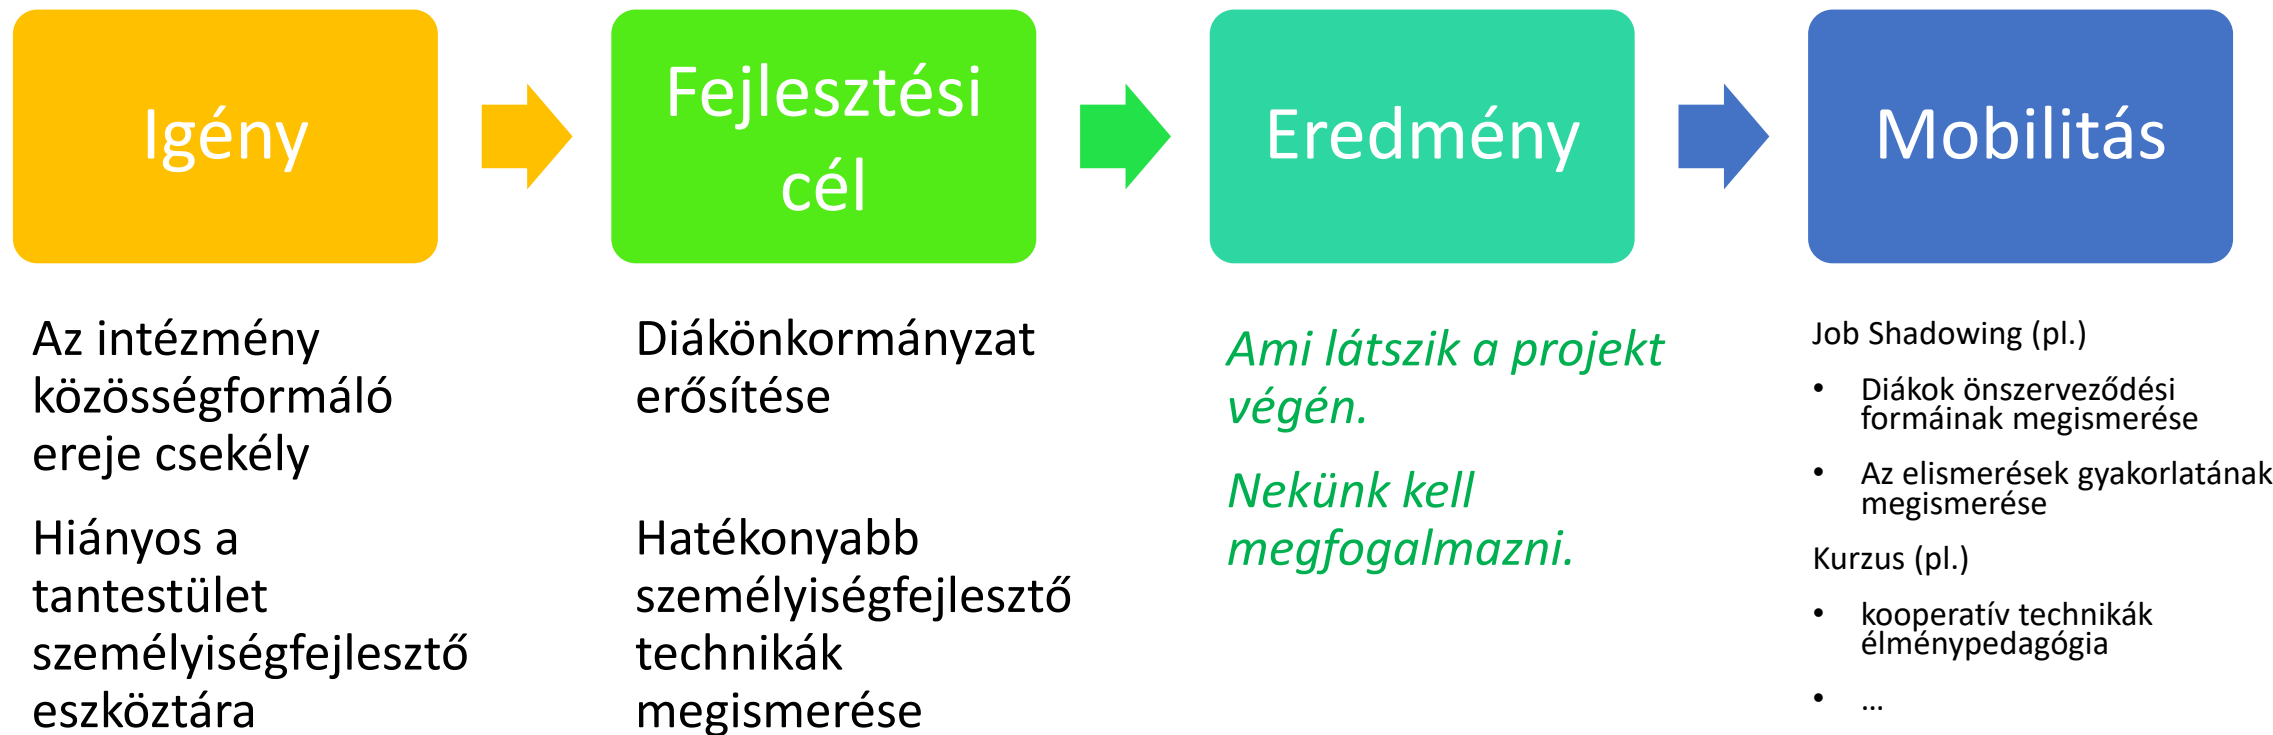 Igény
Fejlesztési
cél
Eredmény
Mobilitás
Az intézmény
közösségformáló
ereje csekély
Hiányos a
tantestület
személyiségfejlesztő
eszköztára
Diákönkormányzat
erősítése
Hatékonyabb
személyiségfejlesztő
technikák
megismerése
Ami látszik a projekt
végén.
Nekünk kell
megfogalmazni.
Job Shadowing (pl.)
• Diákok önszerveződési
formáinak megismerése
• Az elismerések gyakorlatának
megismerése
Kurzus (pl.)
• kooperatív technikák
élménypedagógia
• …